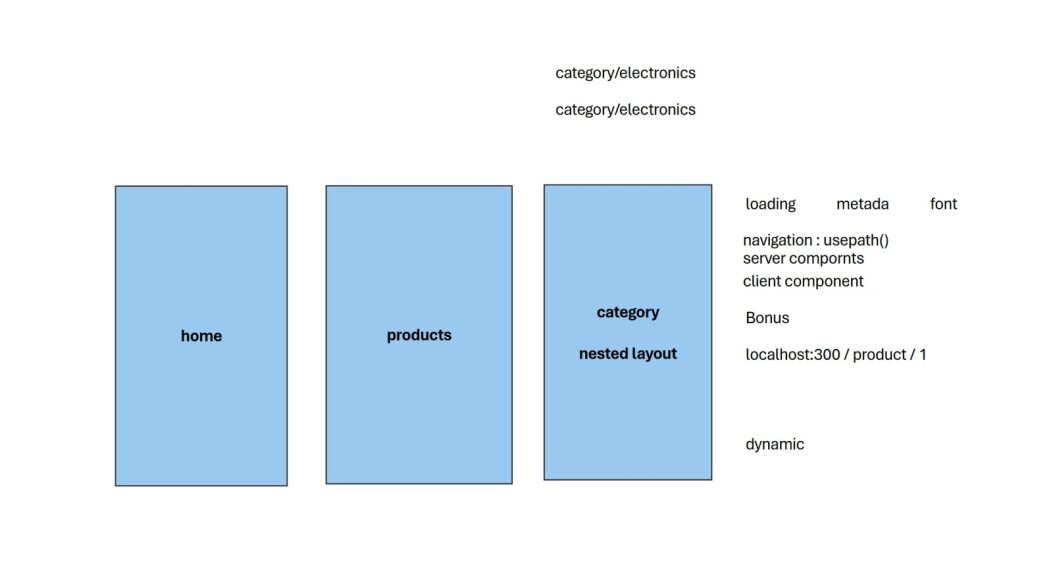 category/electronics
category/electronics
home
products
category
nested layout
loading metada font
navigation : usepath()
server compornts
client component
Bonus
localhost:300 / product / 1
dynamic